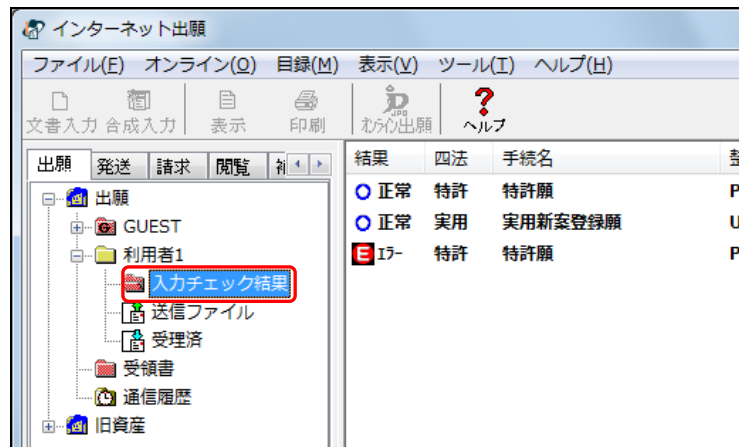 インターネット出願
ファイル(F) オンライン(O) 目録(M) 表示(V) ツール(T) ヘルプ(H)
文書入力 合成入力 表示 印刷 オンライン出願 ヘルプ
出願 発送 請求 閲覧
結果 四法 手続名
出願
GUEST
利用者1
入力チェック結果
送信ファイル
受理済
受領書
通信履歴
旧資産
正常 特許 特許願 P
正常 実用 実用新案登録願 U
E エラー 特許 特許願 P